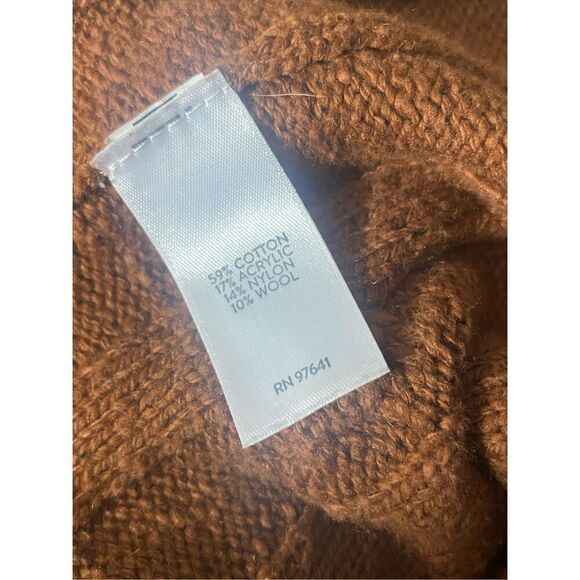 59% COTTON
17% ACRYLIC
14% NYLON
10% WOOL
RN 97641